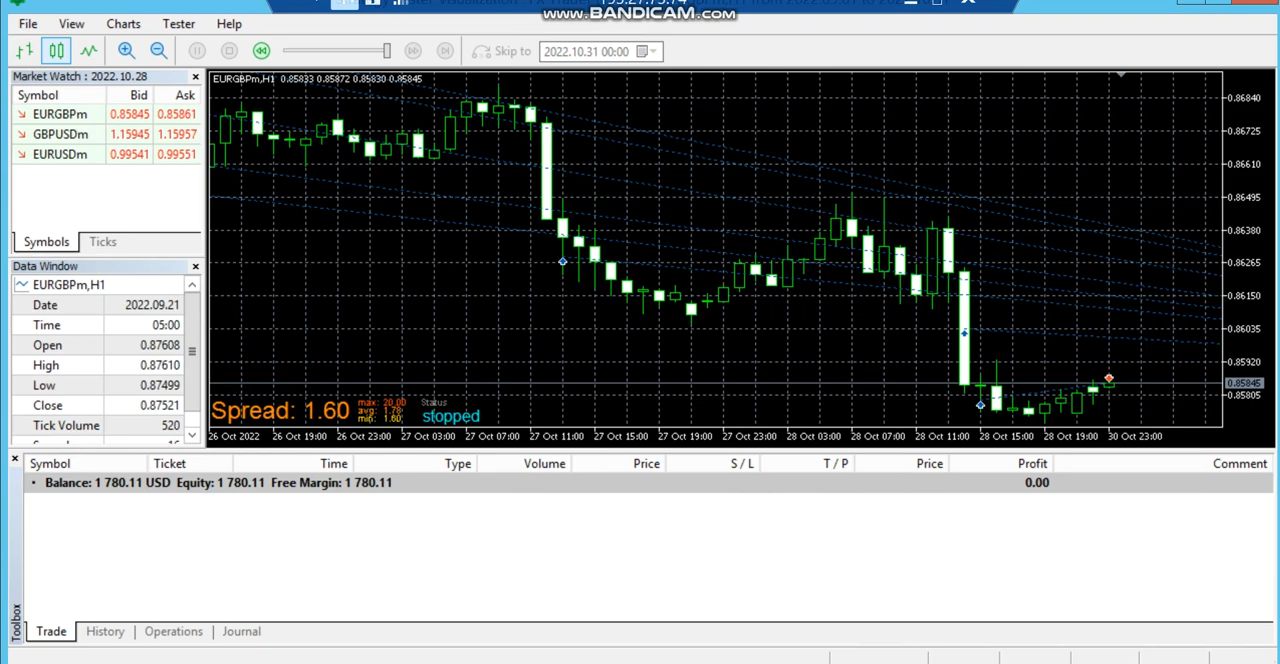 www.BANDICAM.com
File View Charts Tester Help
Skip to 2022.10.31 00:00
Market Watch : 2022.10.28
Symbol Bid Ask
EURGBPm 0.85845 0.85861
GBPUSDm 1.15945 1.15957
EURUSDm 0.99541 0.99551
Symbols Ticks
Data Window
EURGBPm,H1
Date 2022.09.21
Time 05:00
Open 0.87608
High 0.87610
Low 0.87499
Close 0.87521
Tick Volume 520
EURGBPm,H1 0.85833 0.85872 0.85830 0.85845
0.86840
0.86725
0.86610
0.86495
0.86380
0.86265
0.86150
0.86035
0.85920
0.85845
0.85805
Spread: 1.60
max: 20.00
avg: 1.78
min: 1.60
Status
stopped
26 Oct 2022 26 Oct 19:00 26 Oct 23:00 27 Oct 03:00 27 Oct 07:00 27 Oct 11:00 27 Oct 15:00 27 Oct 19:00 27 Oct 23:00 28 Oct 03:00 28 Oct 07:00 28 Oct 11:00 28 Oct 15:00 28 Oct 19:00 30 Oct 23:00
Symbol Ticket Time Type Volume Price S / L T / P Price Profit Comment
Balance: 1 780.11 USD Equity: 1 780.11 Free Margin: 1 780.11 0.00
Toolbox
Trade History Operations Journal